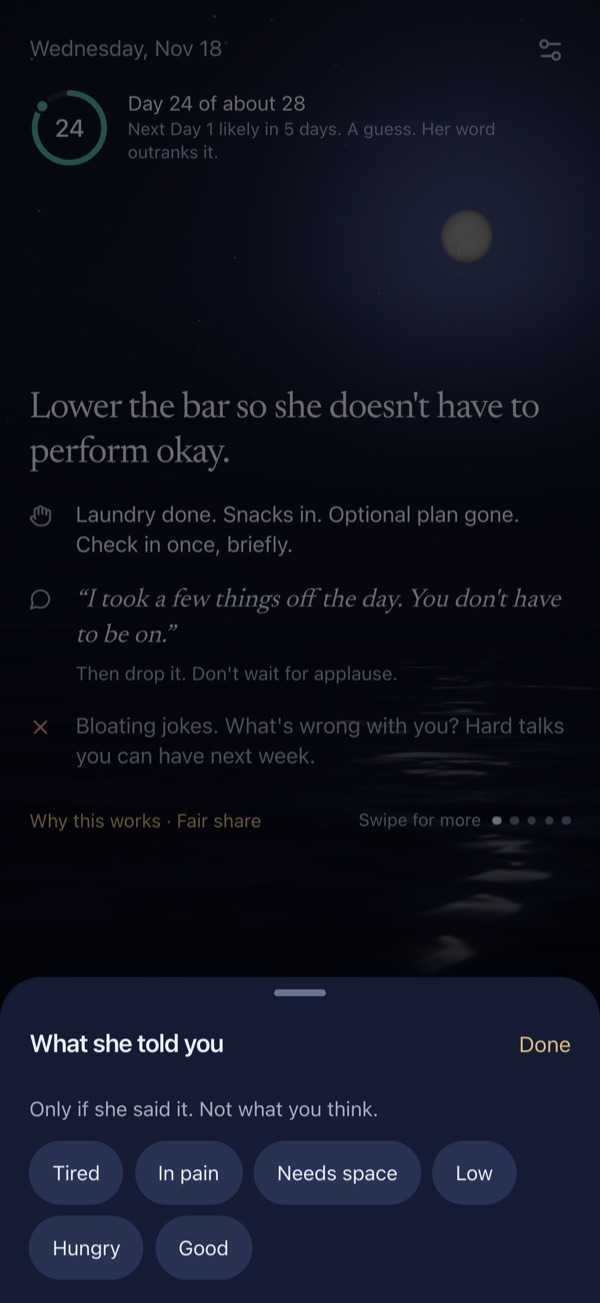 Wednesday, Nov 18
24
Day 24 of about 28
Next Day 1 likely in 5 days. A guess. Her word
outranks it.
Lower the bar so she doesn't have to
perform okay.
Laundry done. Snacks in. Optional plan gone.
Check in once, briefly.
“I took a few things off the day. You don't have
to be on.”
Then drop it. Don't wait for applause.
Bloating jokes. What's wrong with you? Hard talks
you can have next week.
Why this works · Fair share
Swipe for more
What she told you
Done
Only if she said it. Not what you think.
Tired
In pain
Needs space
Low
Hungry
Good